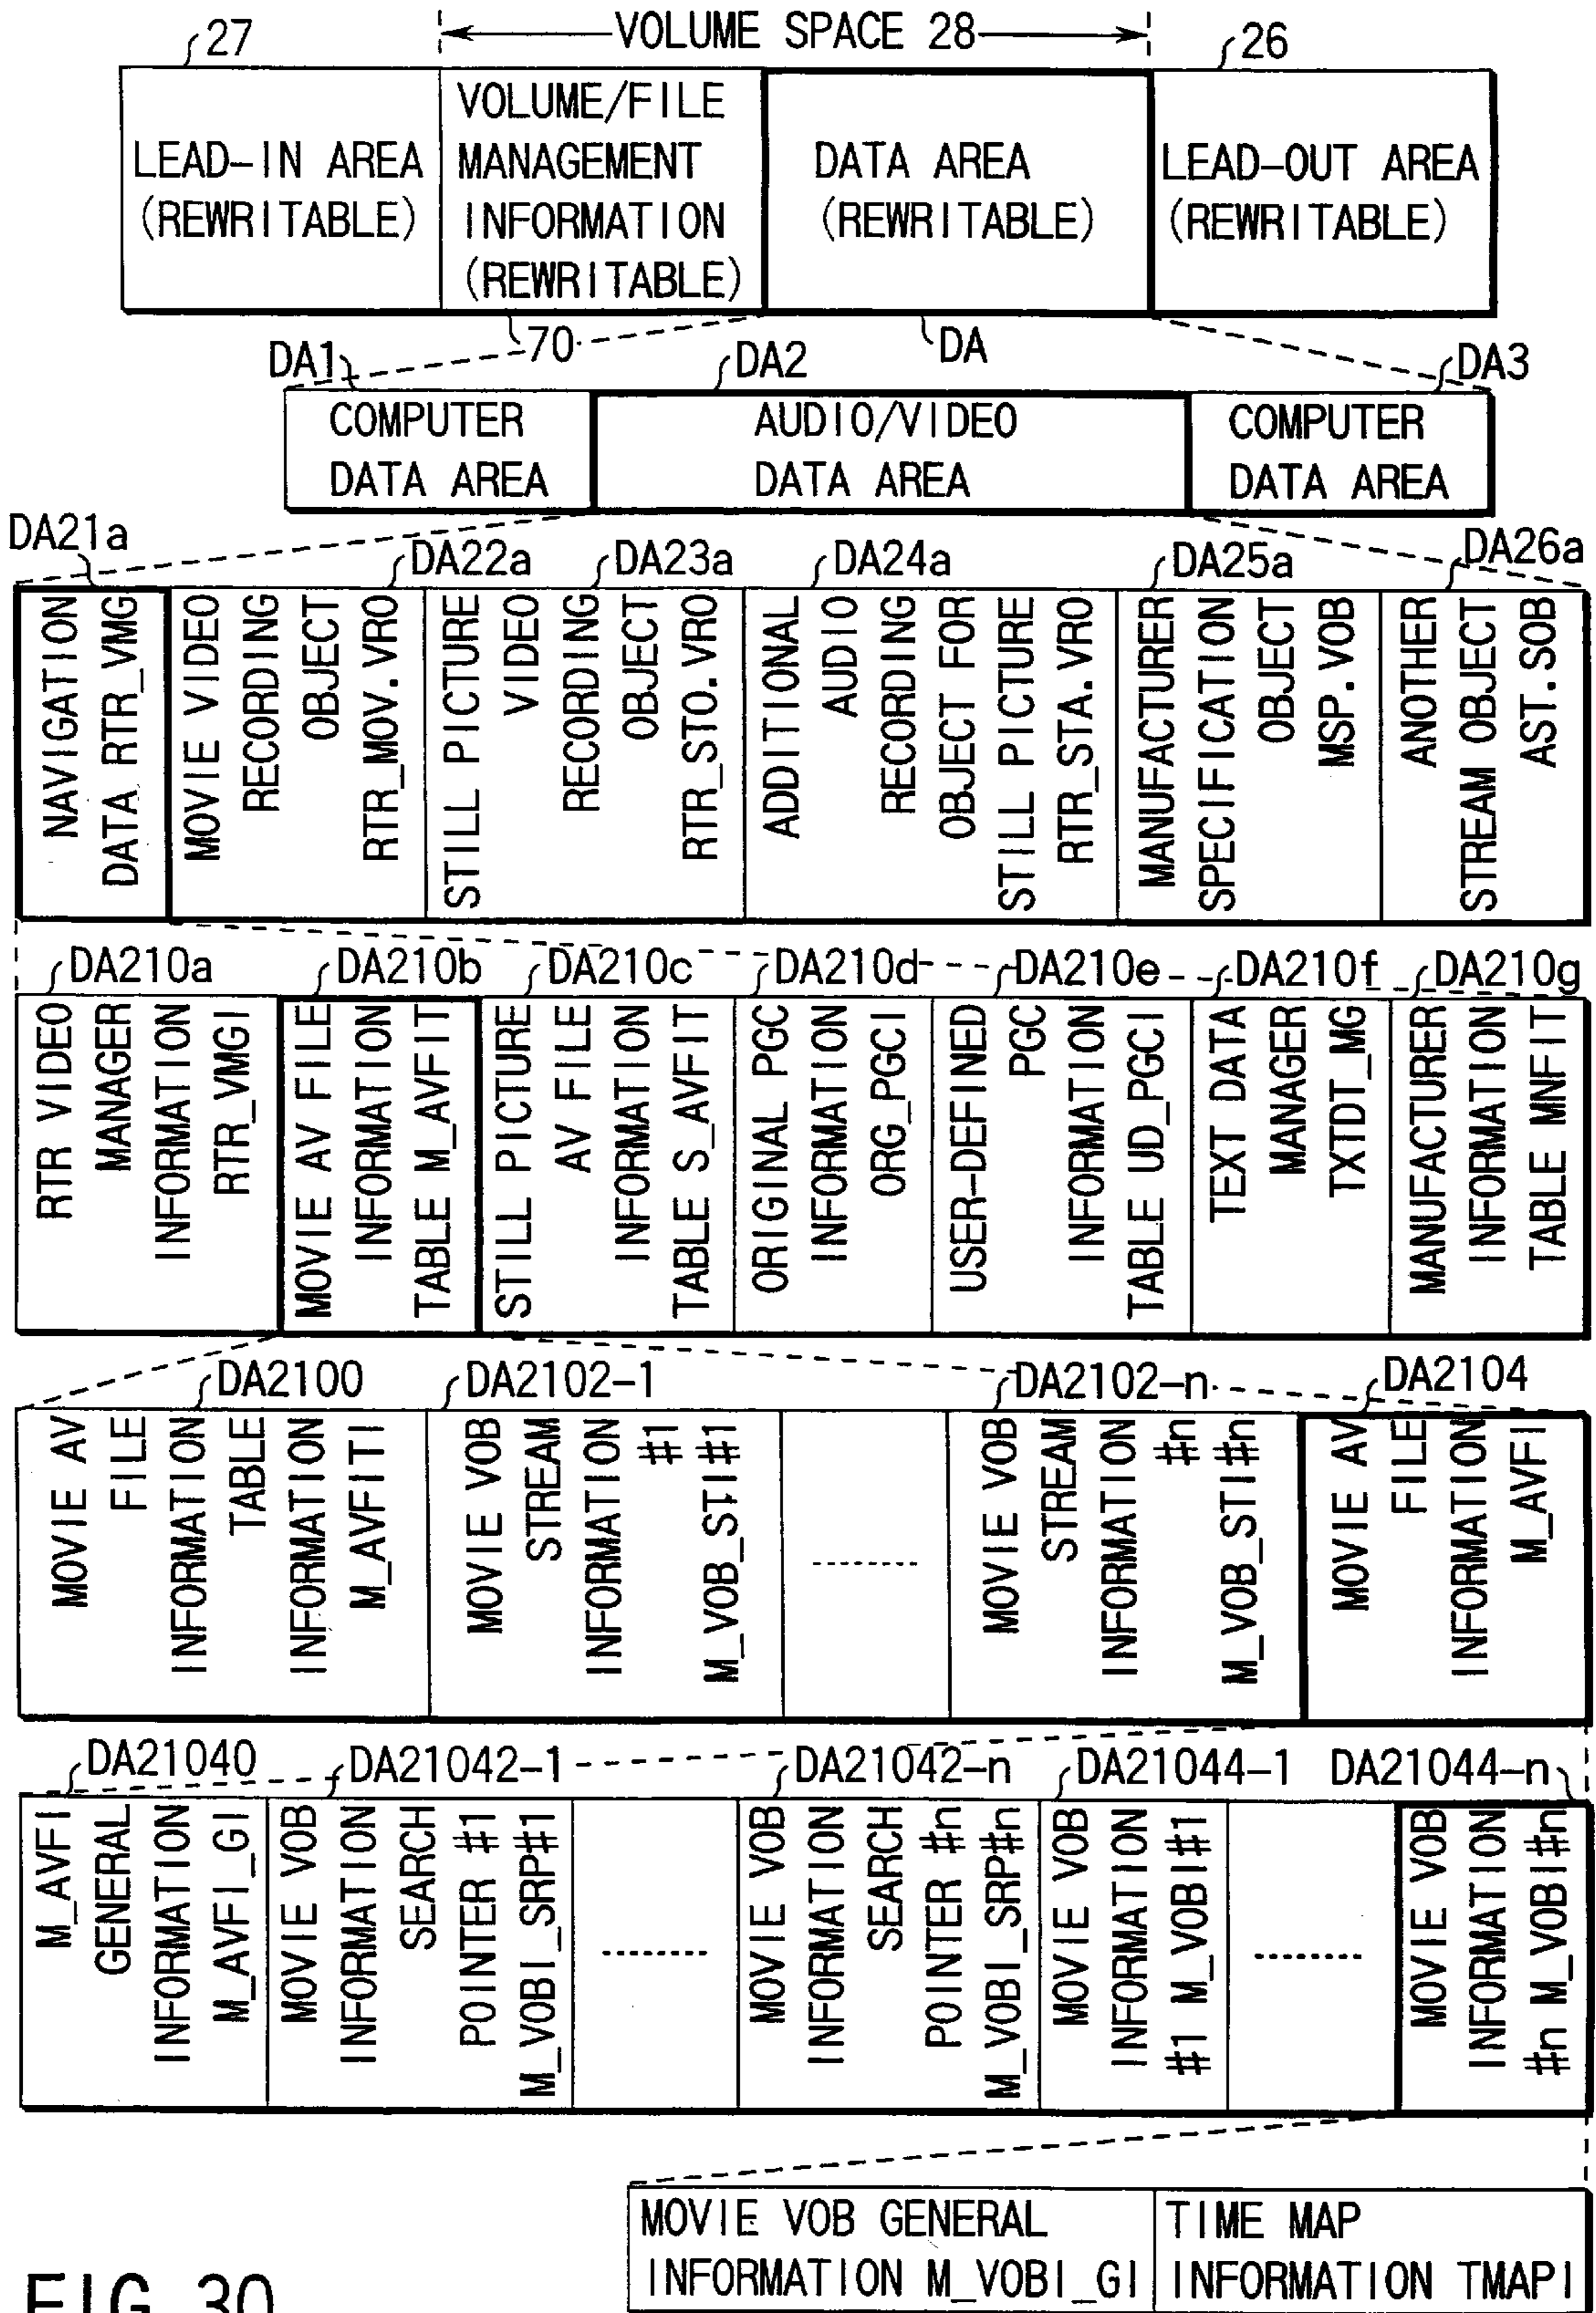 27
VOLUME SPACE 28
26
LEAD-IN AREA
(REWRITABLE)
VOLUME/FILE
MANAGEMENT
INFORMATION
(REWRITABLE)
DATA AREA
(REWRITABLE)
LEAD-OUT AREA
(REWRITABLE)
70
DA
DA1
DA2
DA3
COMPUTER
DATA AREA
AUDIO/VIDEO
DATA AREA
COMPUTER
DATA AREA
DA21a
DA22a
DA23a
DA24a
DA25a
DA26a
NAVIGATION
DATA RTR_VMG
MOVIE VIDEO
RECORDING
OBJECT
RTR_MOV.VRO
STILL PICTURE
VIDEO
RECORDING
OBJECT
RTR_STO.VRO
ADDITIONAL
AUDIO
RECORDING
OBJECT FOR
STILL PICTURE
RTR_STA.VRO
MANUFACTURER
SPECIFICATION
OBJECT
MSP.VOB
ANOTHER
STREAM OBJECT
AST.SOB
DA210a
DA210b
DA210c
DA210d
DA210e
DA210f
DA210g
RTR VIDEO
MANAGER
INFORMATION
RTR_VMGI
MOVIE AV FILE
INFORMATION
TABLE M_AVFIT
STILL PICTURE
AV FILE
INFORMATION
TABLE S_AVFIT
ORIGINAL PGC
INFORMATION
ORG_PGCI
USER-DEFINED
PGC
INFORMATION
TABLE UD_PGCI
TEXT DATA
MANAGER
TXTDT_MG
MANUFACTURER
INFORMATION
TABLE MNFIT
DA2100
DA2102-1
DA2102-n
DA2104
MOVIE AV
FILE
INFORMATION
TABLE
INFORMATION
M_AVFITI
MOVIE VOB
STREAM
INFORMATION
#1
M_VOB_STI#1
MOVIE VOB
STREAM
INFORMATION
#n
M_VOB_STI#n
MOVIE AV
FILE
INFORMATION
M_AVFI
DA21040
DA21042-1
DA21042-n
DA21044-1
DA21044-n
M_AVFI
GENERAL
INFORMATION
M_AVFI_GI
MOVIE VOB
INFORMATION
SEARCH
POINTER #1
M_VOBI_SRP#1
MOVIE VOB
INFORMATION
SEARCH
POINTER #n
M_VOBI_SRP#n
MOVIE VOB
INFORMATION
#1 M_VOBI#1
MOVIE VOB
INFORMATION
#n M_VOBI#n
MOVIE VOB GENERAL
INFORMATION M_VOBI_GI
TIME MAP
INFORMATION TMAPI
FIG. 30